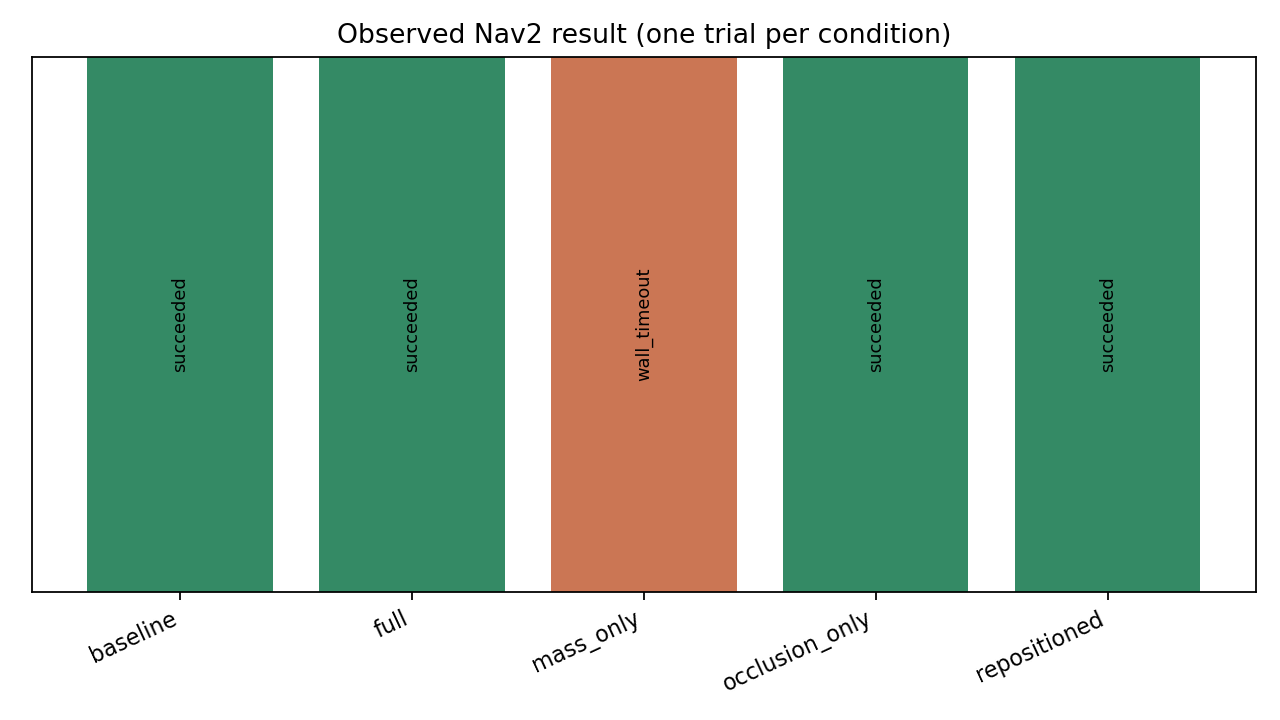 Observed Nav2 result (one trial per condition)
succeeded
succeeded
wall_timeout
succeeded
succeeded
baseline
full
mass_only
occlusion_only
repositioned